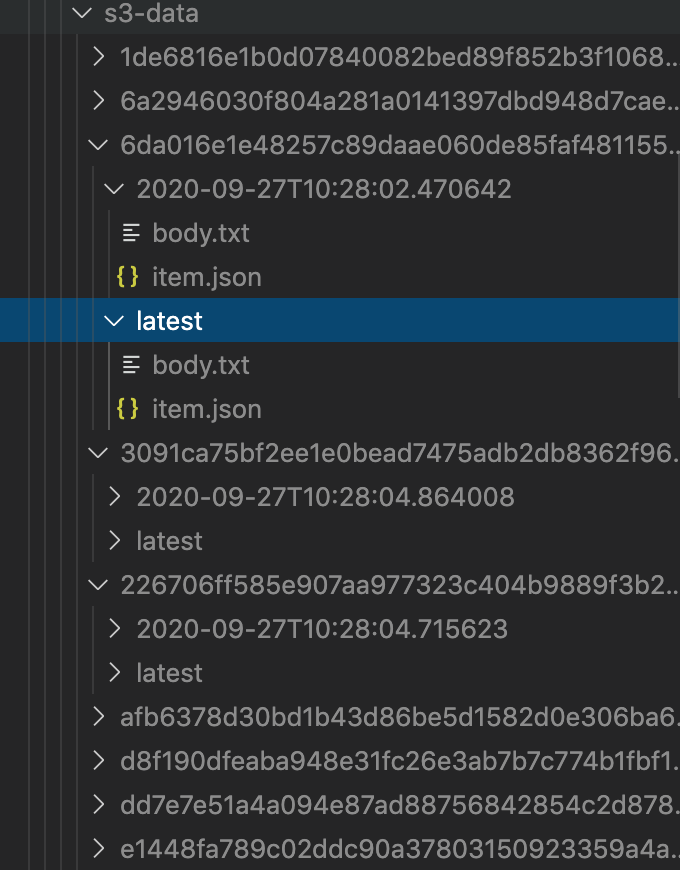 s3-data
1de6816e1b0d07840082bed89f852b3f1068...
6a2946030f804a281a0141397dbd948d7cae...
6da016e1e48257c89daae060de85faf481155...
2020-09-27T10:28:02.470642
body.txt
{} item.json
latest
body.txt
{} item.json
3091ca75bf2ee1e0bead7475adb2db8362f96...
2020-09-27T10:28:04.864008
latest
226706ff585e907aa977323c404b9889f3b2...
2020-09-27T10:28:04.715623
latest
afb6378d30bd1b43d86be5d1582d0e306ba6...
d8f190dfeaba948e31fc26e3ab7b7c774b1fbf1...
dd7e7e51a4a094e87ad88756842854c2d878...
e1448fa789c02ddc90a37803150923359a4a...